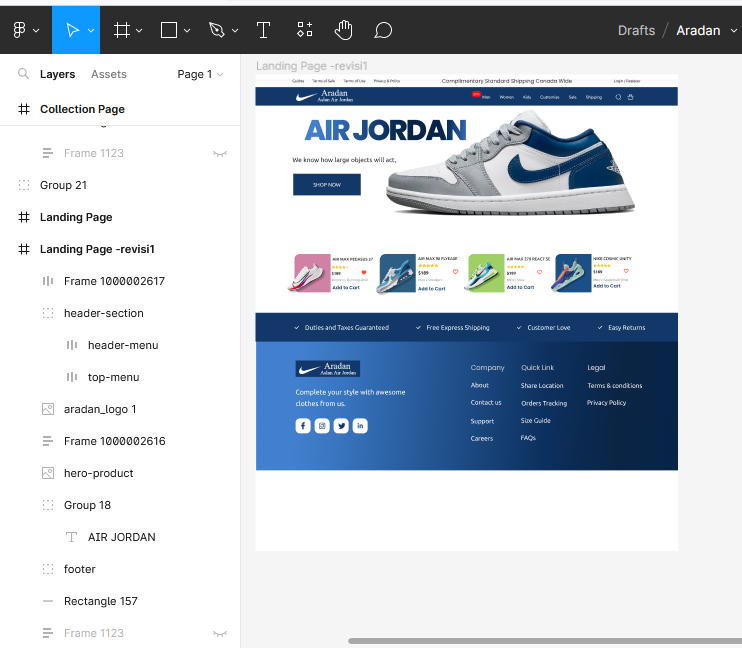 Drafts / Aradan
Layers Assets Page 1
Collection Page
Frame 1123
Group 21
Landing Page
Landing Page -revisi1
Frame 1000002617
header-section
header-menu
top-menu
aradan_logo 1
Frame 1000002616
hero-product
Group 18
AIR JORDAN
footer
Rectangle 157
Frame 1123
Landing Page -revisi1
Guides Terms of Sale Terms of Use Privacy & Policy Complimentary Standard Shipping Canada Wide Login / Register
Aradan
Aslan Air Jordan
Men Women Kids Customise Sale Shipping
AIR JORDAN
We know how large objects will act,
SHOP NOW
AIR MAX PEGASUS 37 AIR MAX 90 FLYEASE AIR MAX 270 REACT SE NIKE COSMIC UNITY
$189 $189 $189 $189
Add to Cart Add to Cart Add to Cart Add to Cart
Duties and Taxes Guaranteed Free Express Shipping Customer Love Easy Returns
Aradan
Aslan Air Jordan
Complete your style with awesome
clothes from us.
Company Quick Link Legal
About Share Location Terms & conditions
Contact us Orders Tracking Privacy Policy
Support Size Guide
Careers FAQs